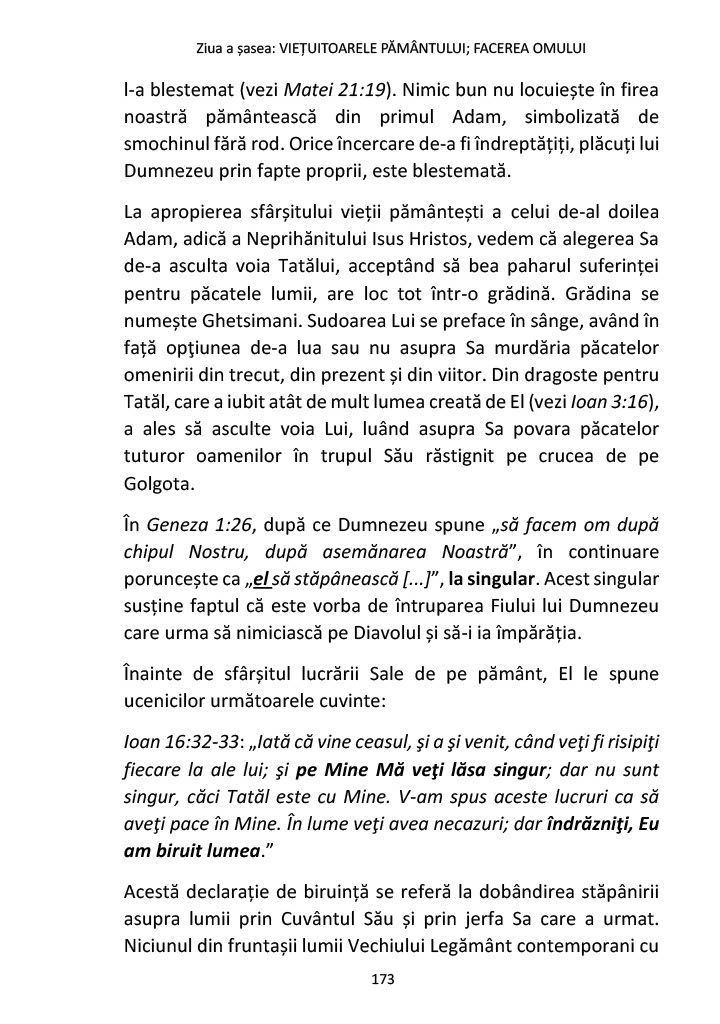 Ziua a șasea: VIEȚUITOARELE PĂMÂNTULUI; FACEREA OMULUI
l-a blestemat (vezi Matei 21:19). Nimic bun nu locuiește în firea
noastră pământească din primul Adam, simbolizată de
smochinul fără rod. Orice încercare de-a fi îndreptățiți, plăcuți lui
Dumnezeu prin fapte proprii, este blestemată.
La apropierea sfârșitului vieții pământești a celui de-al doilea
Adam, adică a Neprihănitului Isus Hristos, vedem că alegerea Sa
de-a asculta voia Tatălui, acceptând să bea paharul suferinței
pentru păcatele lumii, are loc tot într-o grădină. Grădina se
numește Ghetsimani. Sudoarea Lui se preface în sânge, având în
față opţiunea de-a lua sau nu asupra Sa murdăria păcatelor
omenirii din trecut, din prezent și din viitor. Din dragoste pentru
Tatăl, care a iubit atât de mult lumea creată de El (vezi Ioan 3:16),
a ales să asculte voia Lui, luând asupra Sa povara păcatelor
tuturor oamenilor în trupul Său răstignit pe crucea de pe
Golgota.
În Geneza 1:26, după ce Dumnezeu spune „să facem om după
chipul Nostru, după asemănarea Noastră”, în continuare
poruncește ca „el să stăpânească [...]”, la singular. Acest singular
susține faptul că este vorba de întruparea Fiului lui Dumnezeu
care urma să nimiciască pe Diavolul și să-i ia împărăția.
Înainte de sfârșitul lucrării Sale de pe pământ, El le spune
ucenicilor următoarele cuvinte:
Ioan 16:32-33: „Iată că vine ceasul, şi a şi venit, când veţi fi risipiţi
fiecare la ale lui; şi pe Mine Mă veţi lăsa singur; dar nu sunt
singur, căci Tatăl este cu Mine. V-am spus aceste lucruri ca să
aveţi pace în Mine. În lume veţi avea necazuri; dar îndrăzniţi, Eu
am biruit lumea.”
Acestă declarație de biruință se referă la dobândirea stăpânirii
asupra lumii prin Cuvântul Său și prin jerfa Sa care a urmat.
Niciunul din fruntașii lumii Vechiului Legământ contemporani cu
173